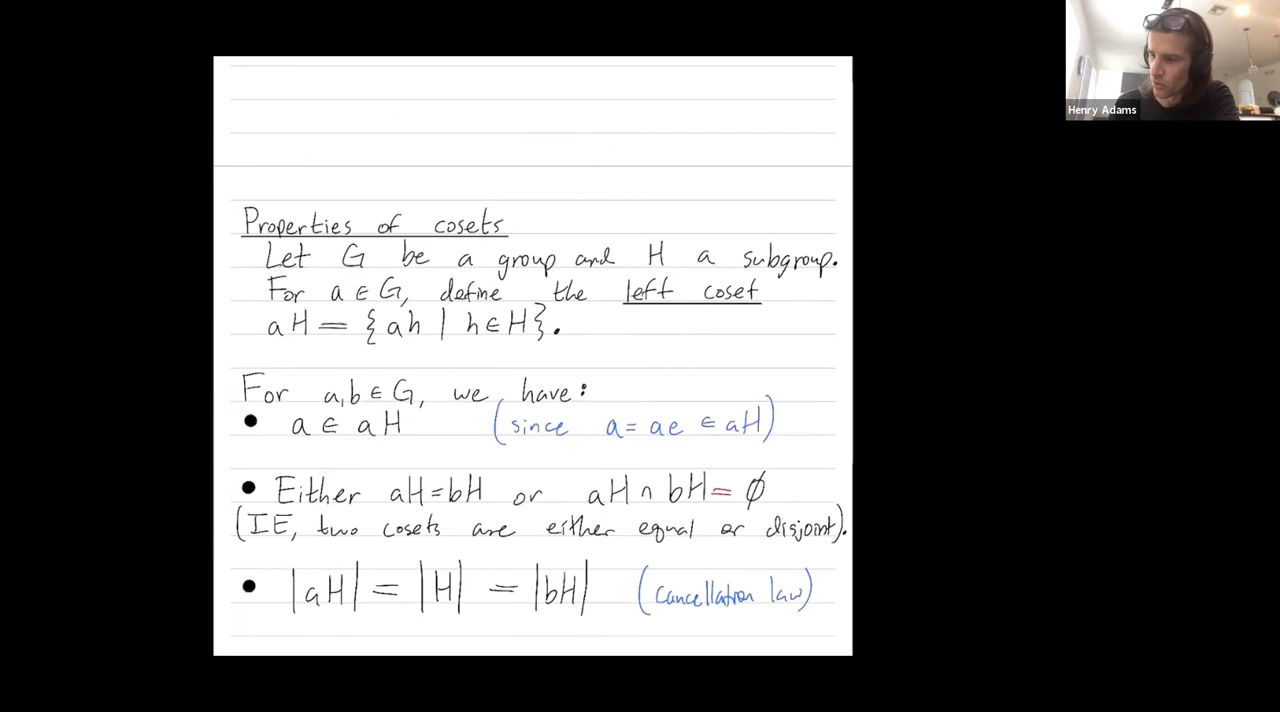 Properties of cosets
Let G be a group and H a subgroup.
For a ∈ G, define the left coset
aH = {ah | h ∈ H}.
For a,b ∈ G, we have:
• a ∈ aH (since a = ae ∈ aH)
• Either aH = bH or aH ∩ bH = ∅
(IE, two cosets are either equal or disjoint).
• |aH| = |H| = |bH| (cancellation law)
Henry Adams